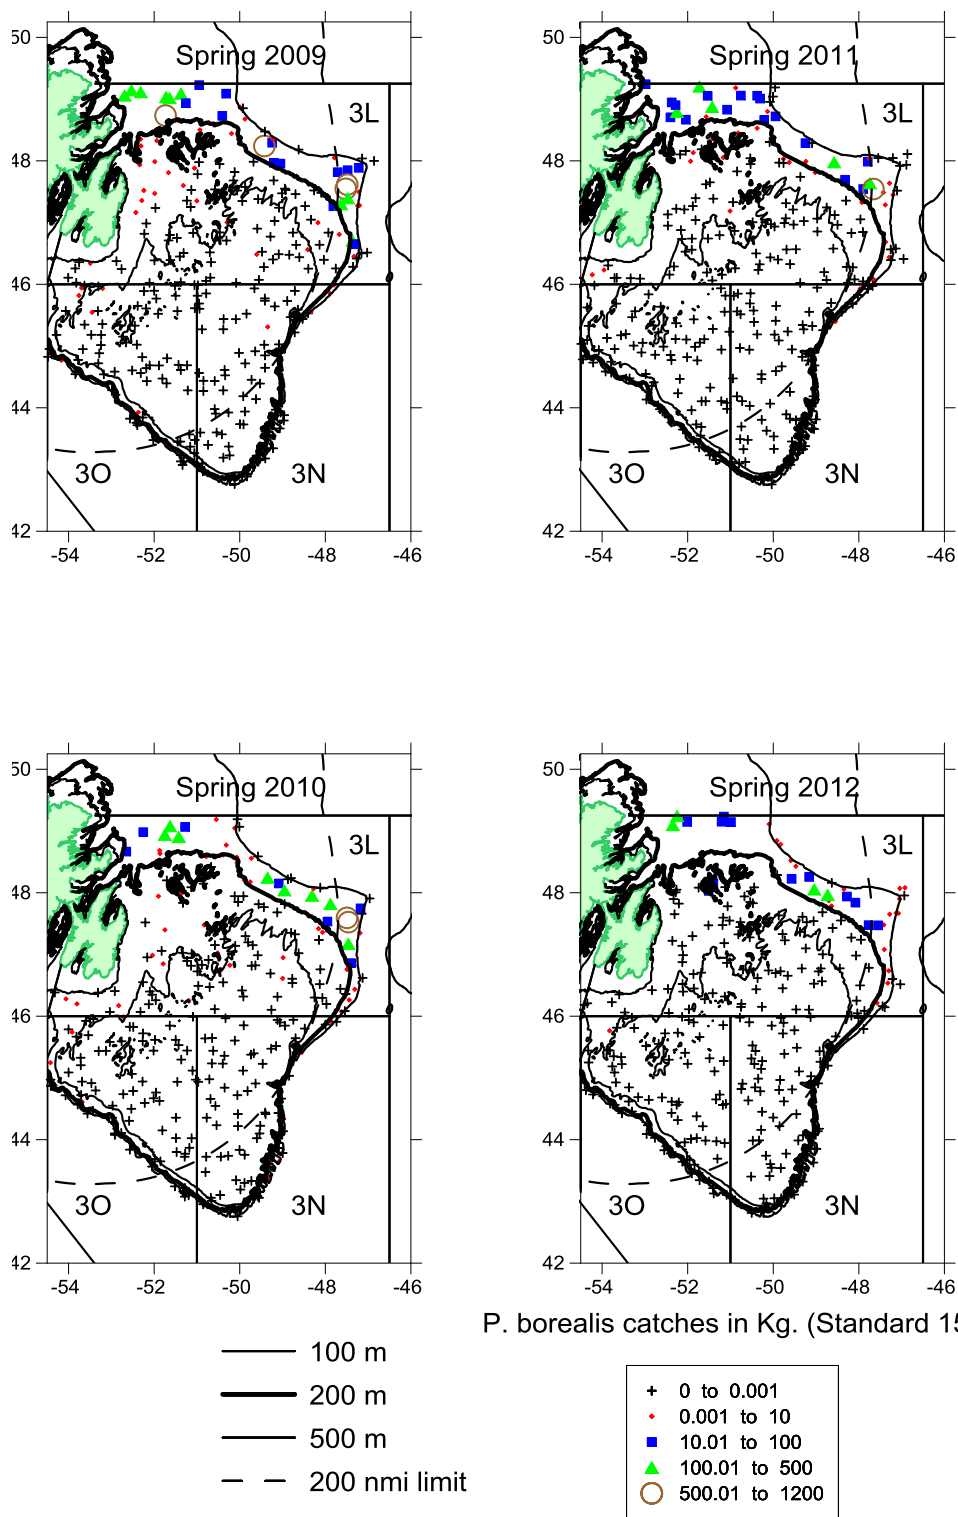 50
Spring 2009
3L
48
46
44
3O
3N
42
-54
-52
-50
-48
-46
50
Spring 2011
3L
48
46
44
3O
3N
42
-54
-52
-50
-48
-46
50
Spring 2010
3L
48
46
44
3O
3N
42
-54
-52
-50
-48
-46
50
Spring 2012
3L
48
46
44
3O
3N
42
-54
-52
-50
-48
-46
P. borealis catches in Kg. (Standard 15
100 m
200 m
500 m
200 nmi limit
0 to 0.001
0.001 to 10
10.01 to 100
100.01 to 500
500.01 to 1200